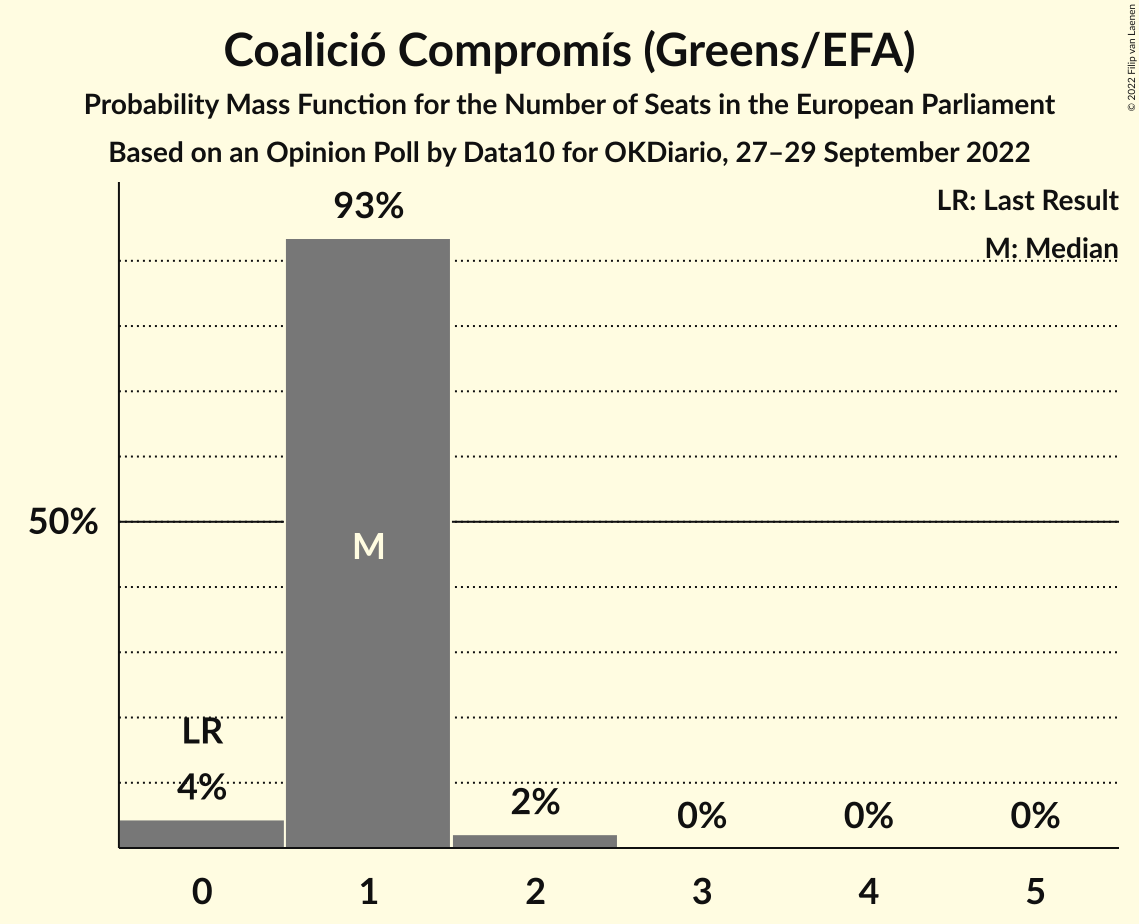 Coalició Compromís (Greens/EFA)
Probability Mass Function for the Number of Seats in the European Parliament
Based on an Opinion Poll by Data10 for OKDiario, 27–29 September 2022
© 2022 Filip van Laenen
LR: Last Result
M: Median
93%
50%
M
LR
4%
2%
0%
0%
0%
0
1
2
3
4
5